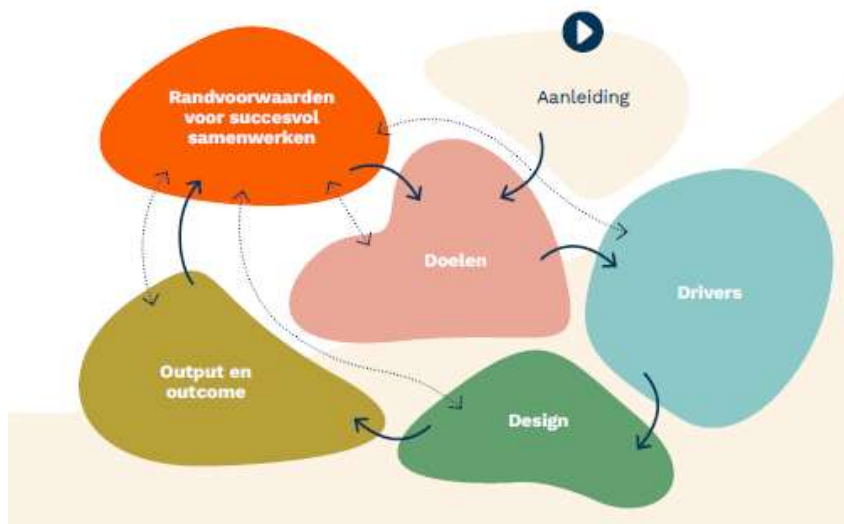 Aanleiding
Randvoorwaarden
voor succesvol
samenwerken
Doelen
Drivers
Output en
outcome
Design